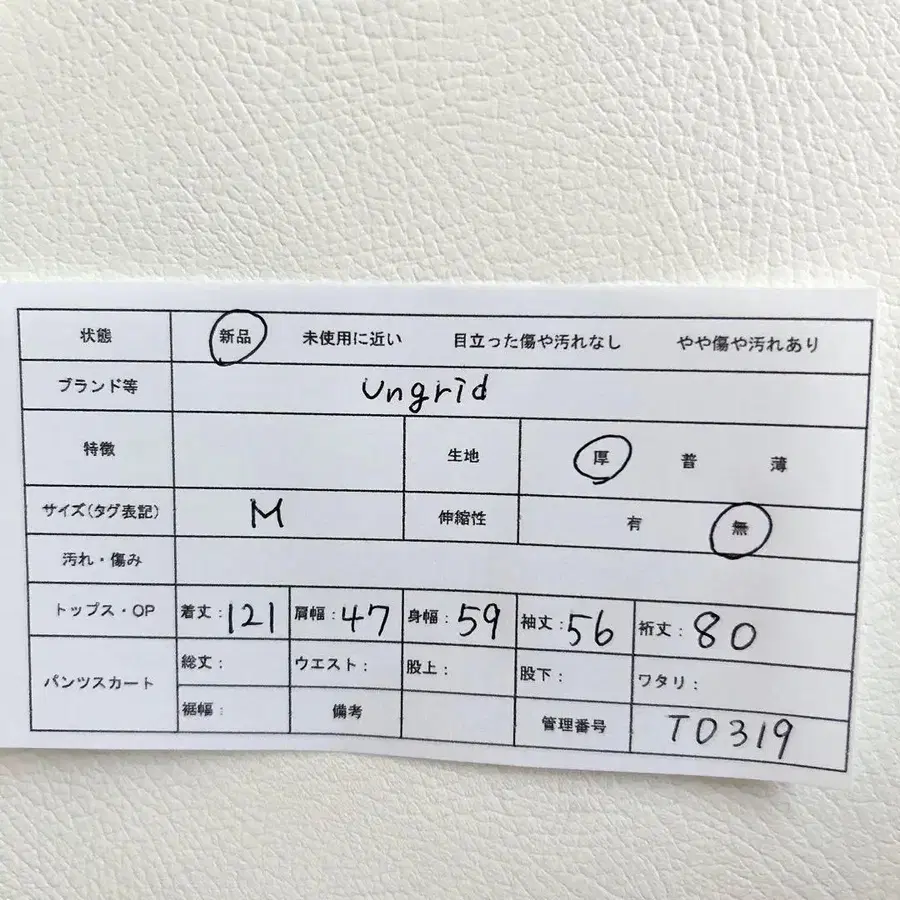 状態 新品 未使用に近い 目立った傷や汚れなし やや傷や汚れあり
ブランド等 Ungrid
特徴 生地 厚 普 薄
サイズ(タグ表記) M 伸縮性 有 無
汚れ・傷み
トップス・OP 着丈:121 肩幅:47 身幅:59 袖丈:56 裄丈:80
パンツスカート 総丈: ウエスト: 股上: 股下: ワタリ:
裾幅: 備考 管理番号 T0319